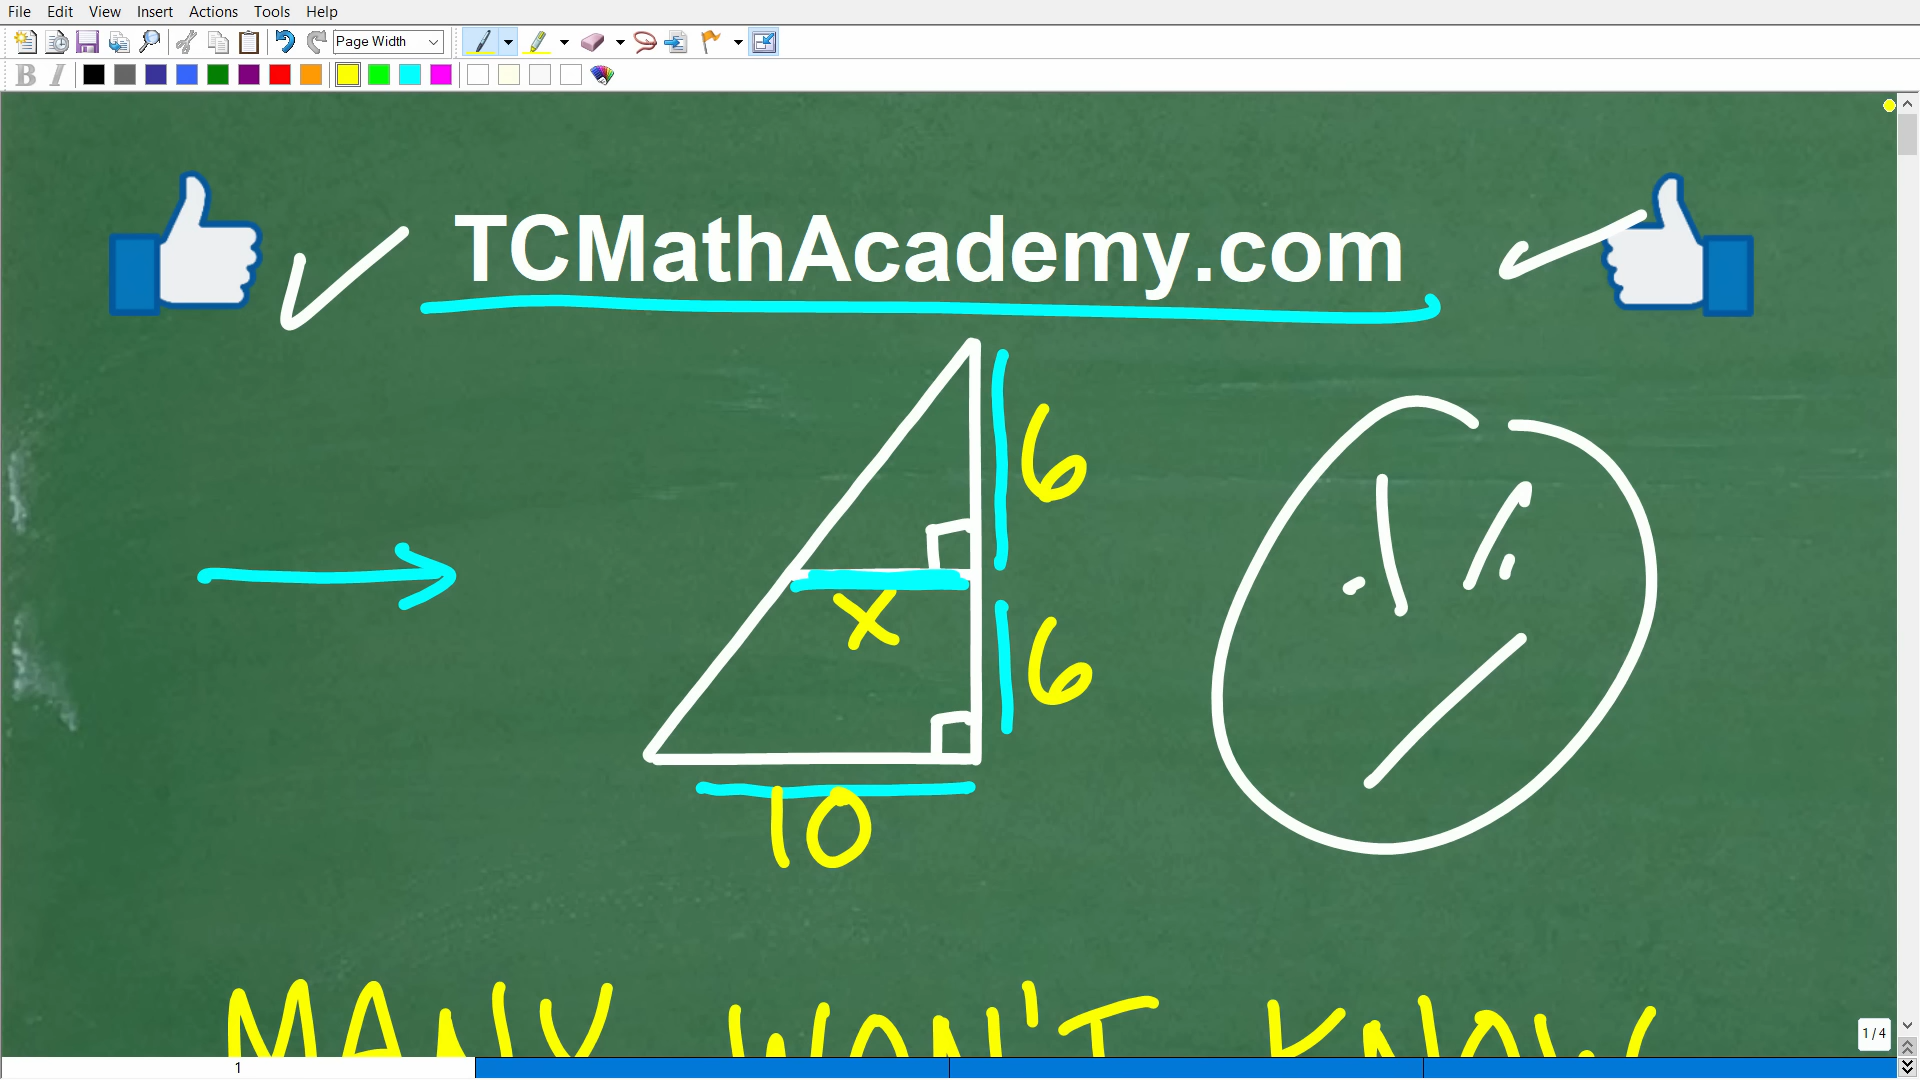 File Edit View Insert Actions Tools Help
Page Width
B I
TCMathAcademy.com
6
x
6
10
MANY WON'T KNOW
1 / 4
1